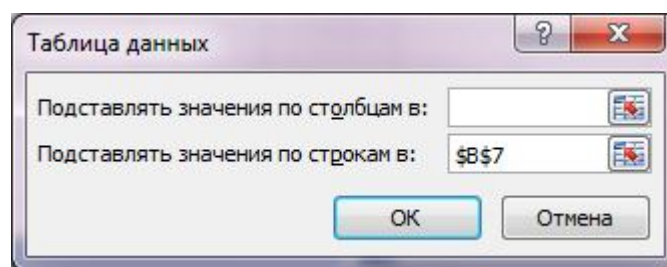 Таблица данных
?
Подставлять значения по столбцам в:
Подставлять значения по строкам в: $B$7
ОК Отмена